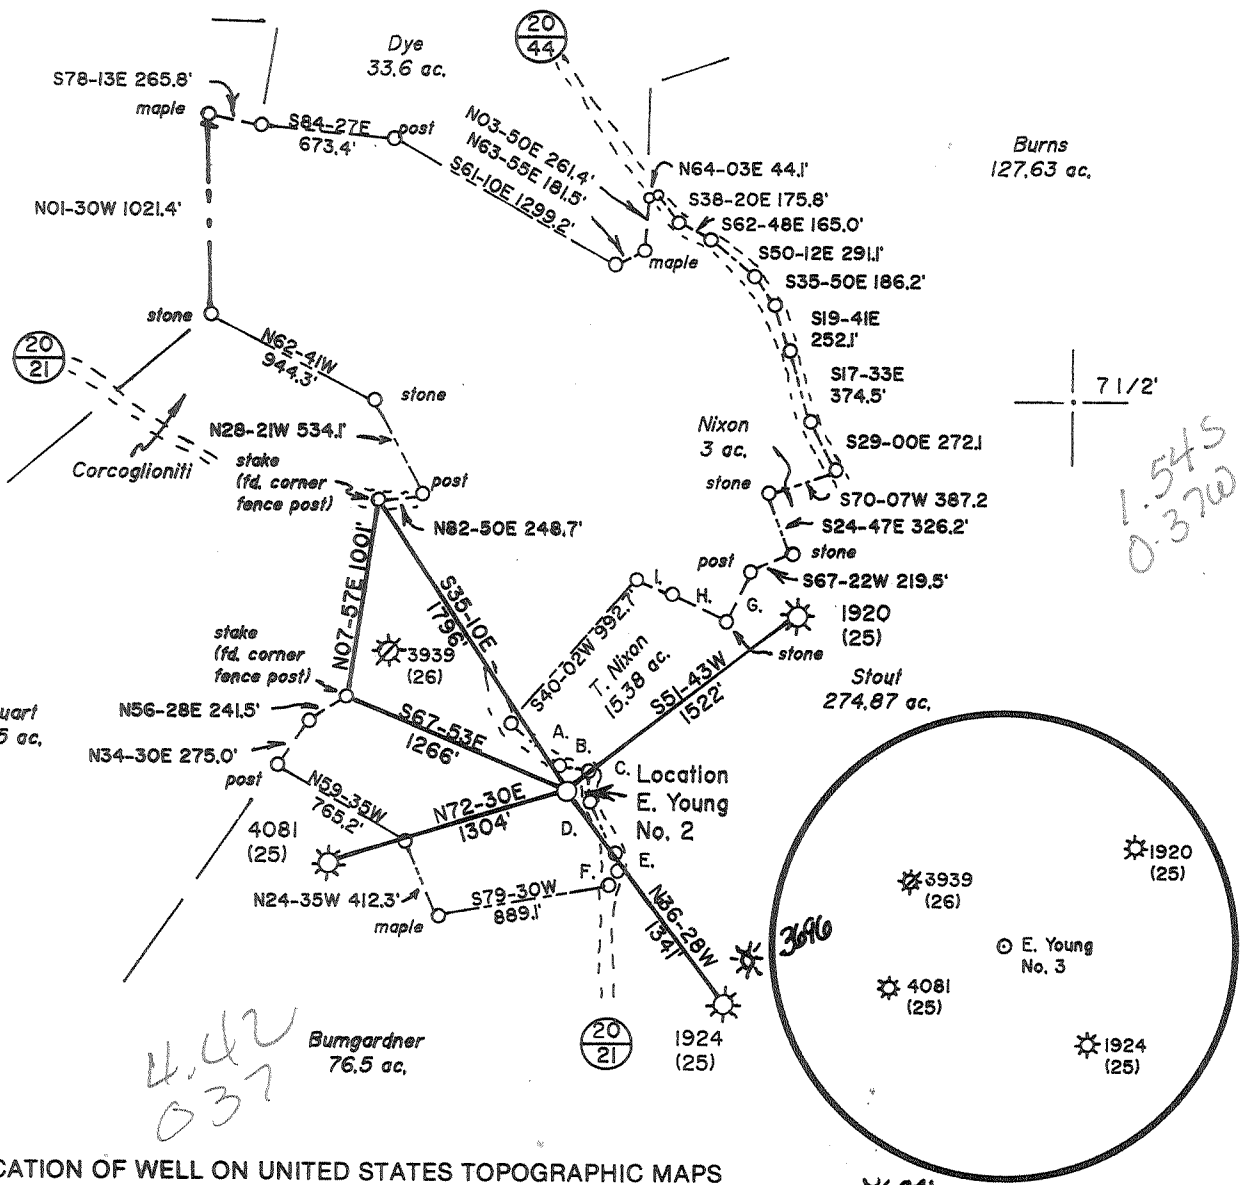 20
44
Dye
33.6 ac.
S78-13E 265.8'
maple
S84-27E
673.4'
post
N03-50E 261.4'
N63-55E 181.5'
S61-10E 1299.2'
N64-03E 44.1'
Burns
127.63 ac.
S38-20E 175.8'
S62-48E 165.0'
N01-30W 1021.4'
S50-12E 291.1'
maple
S35-50E 186.2'
stone
S19-41E
252.1'
20
21
N62-41W
944.3'
S17-33E
374.5'
7 1/2'
stone
Nixon
3 ac.
N28-21W 534.1'
S29-00E 272.1
1.54S
0.37W
Corcoglioniti
stake
(fd. corner
fence post)
post
stone
S70-07W 387.2
N82-50E 248.7'
S24-47E 326.2'
N07-57E 1001'
S35-10E
1796'
post
stone
S67-22W 219.5'
I.
H.
G.
1920
(25)
stake
(fd. corner
fence post)
3939
(26)
S40-02W 992.7'
T. Nixon
15.38 ac.
stone
S51-43W
1522'
Stout
274.87 ac.
uart
5 ac.
N56-28E 241.5'
S67-53E
1266'
N34-30E 275.0'
A.
B.
C.
post
N59-35W
765.2'
N72-30E
1304'
Location
E. Young
No. 2
D.
4081
(25)
E.
F.
N24-35W 412.3'
S79-30W
889.1'
maple
N36-28W
1341'
3696
1920
(25)
3939
(26)
E. Young
No. 3
4081
(25)
1924
(25)
4.42
037
Bumgardner
76.5 ac.
20
21
1924
(25)
CATION OF WELL ON UNITED STATES TOPOGRAPHIC MAPS